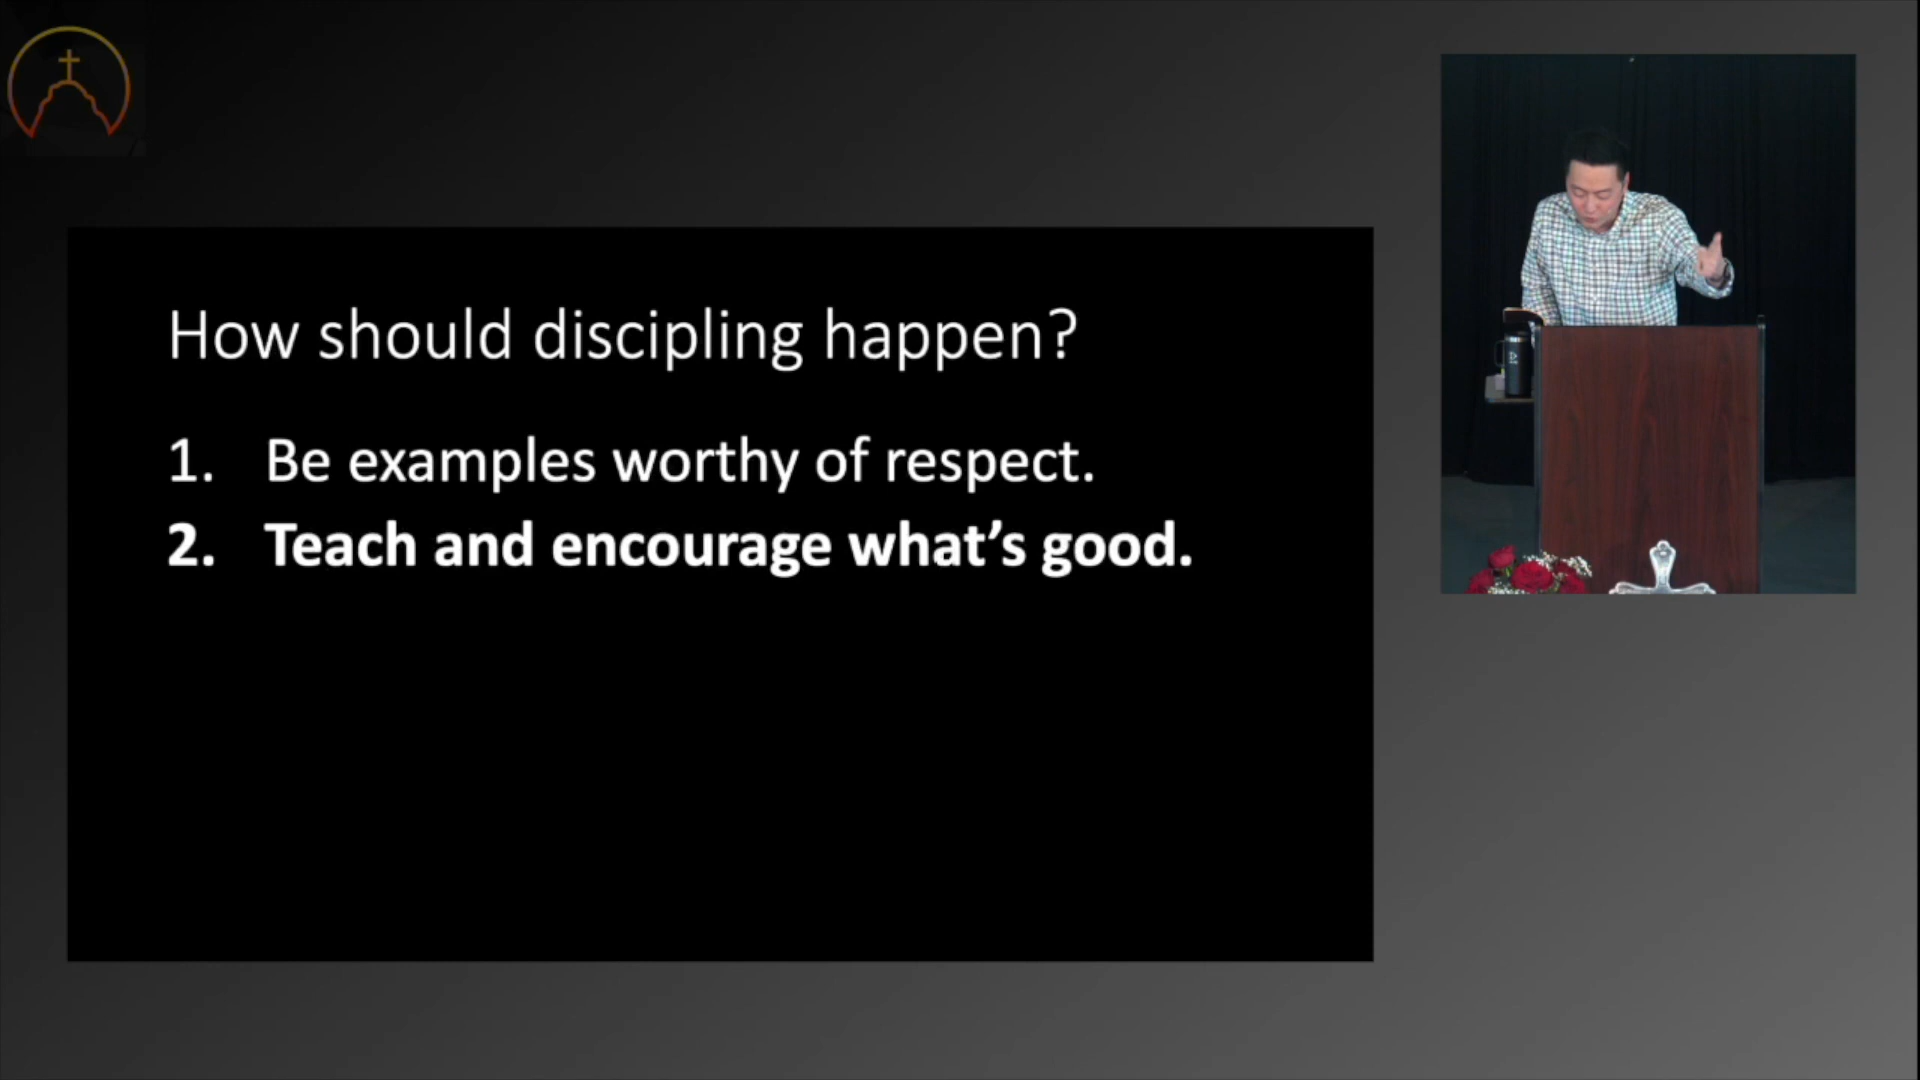 How should discipling happen?
1. Be examples worthy of respect.
2. Teach and encourage what’s good.